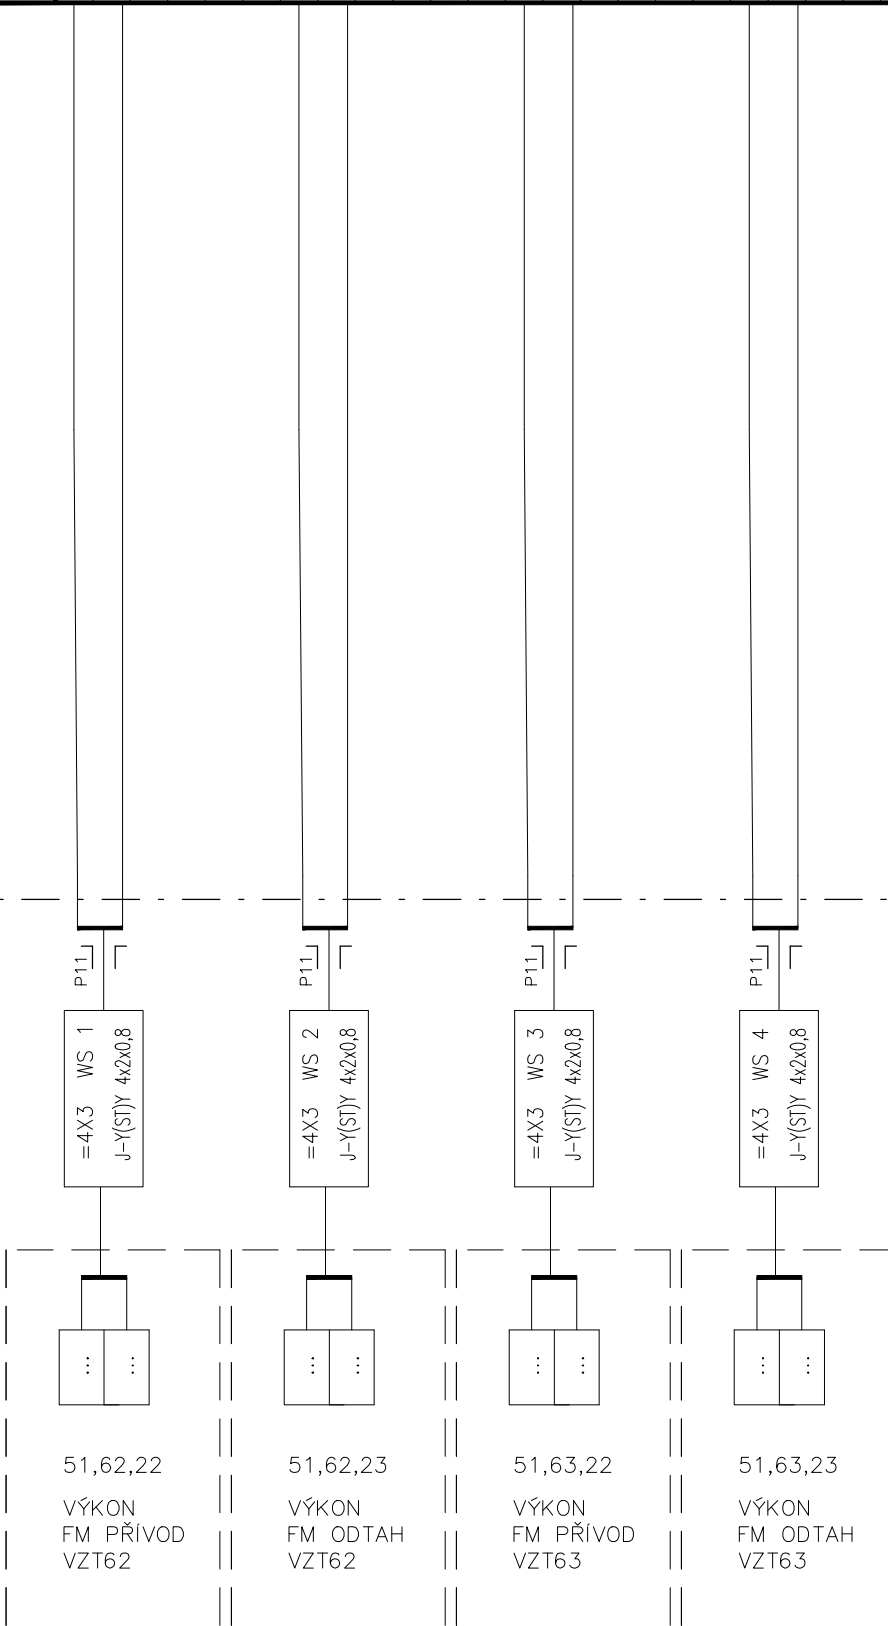 P11
P11
P11
P11
=4X3 WS 1
J-Y(ST)Y 4x2x0,8
=4X3 WS 2
J-Y(ST)Y 4x2x0,8
=4X3 WS 3
J-Y(ST)Y 4x2x0,8
=4X3 WS 4
J-Y(ST)Y 4x2x0,8
...
...
...
...
...
...
...
...
51,62,22
VÝKON
FM PŘÍVOD
VZT62
51,62,23
VÝKON
FM ODTAH
VZT62
51,63,22
VÝKON
FM PŘÍVOD
VZT63
51,63,23
VÝKON
FM ODTAH
VZT63